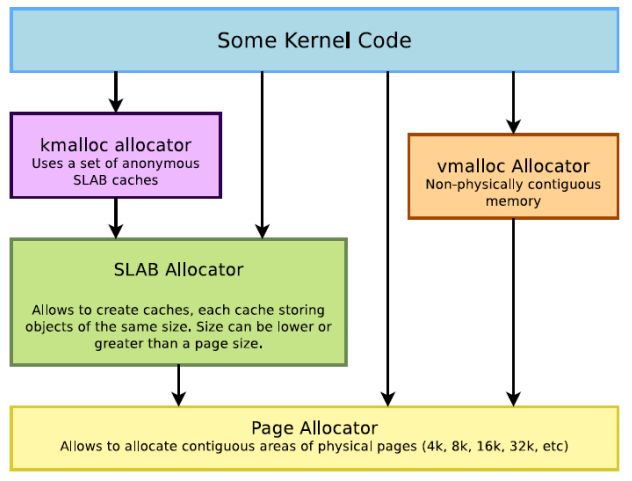 Some Kernel Code
kmalloc allocator
Uses a set of anonymous
SLAB caches
vmalloc Allocator
Non-physically contiguous
memory
SLAB Allocator
Allows to create caches, each cache storing
objects of the same size. Size can be lower or
greater than a page size.
Page Allocator
Allows to allocate contiguous areas of physical pages (4k, 8k, 16k, 32k, etc)